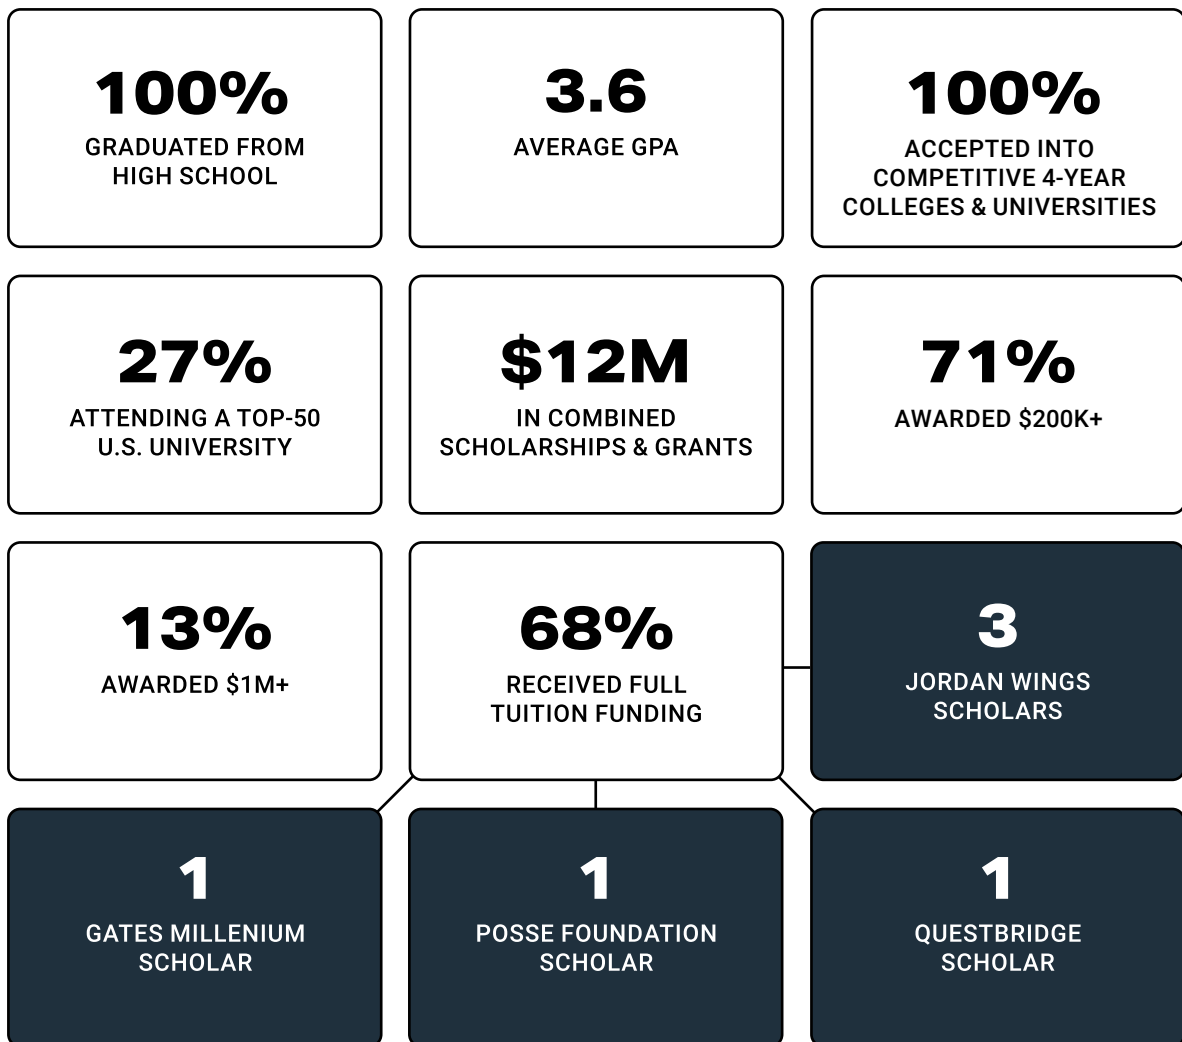 100%
GRADUATED FROM
HIGH SCHOOL
3.6
AVERAGE GPA
100%
ACCEPTED INTO
COMPETITIVE 4-YEAR
COLLEGES & UNIVERSITIES
27%
ATTENDING A TOP-50
U.S. UNIVERSITY
$12M
IN COMBINED
SCHOLARSHIPS & GRANTS
71%
AWARDED $200K+
13%
AWARDED $1M+
68%
RECEIVED FULL
TUITION FUNDING
3
JORDAN WINGS
SCHOLARS
1
GATES MILLENIUM
SCHOLAR
1
POSSE FOUNDATION
SCHOLAR
1
QUESTBRIDGE
SCHOLAR